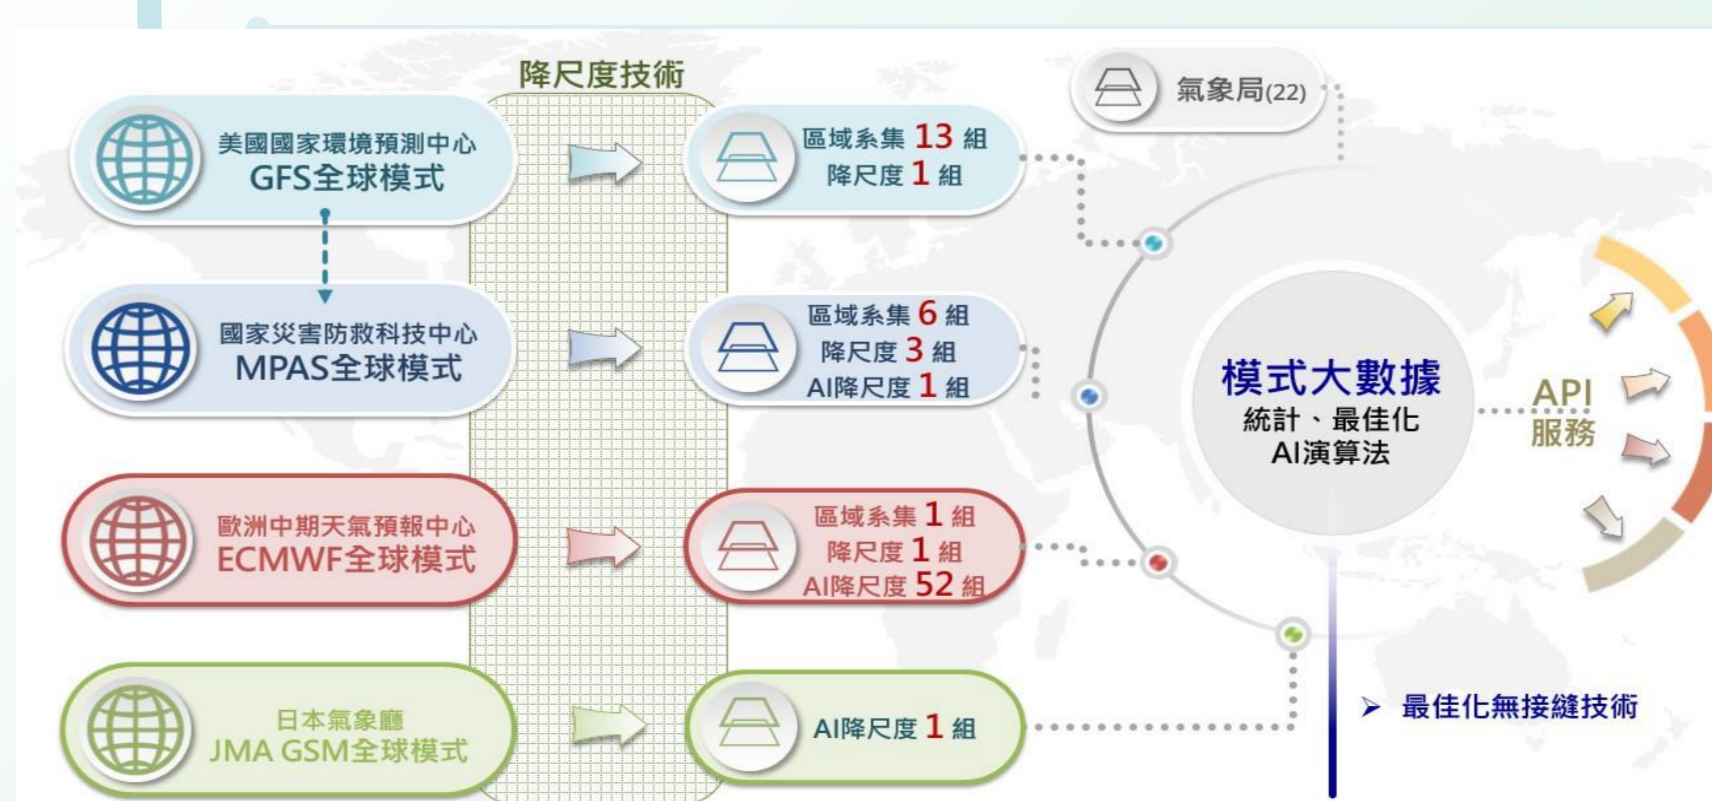 降尺度技術
氣象局(22)
美國國家環境預測中心
GFS全球模式
區域系集 13 組
降尺度 1 組
國家災害防救科技中心
MPAS全球模式
區域系集 6 組
降尺度 3 組
AI降尺度 1 組
歐洲中期天氣預報中心
ECMWF全球模式
區域系集 1 組
降尺度 1 組
AI降尺度 52 組
日本氣象廳
JMA GSM全球模式
AI降尺度 1 組
模式大數據
統計、最佳化
AI演算法
API
服務
➢ 最佳化無接縫技術